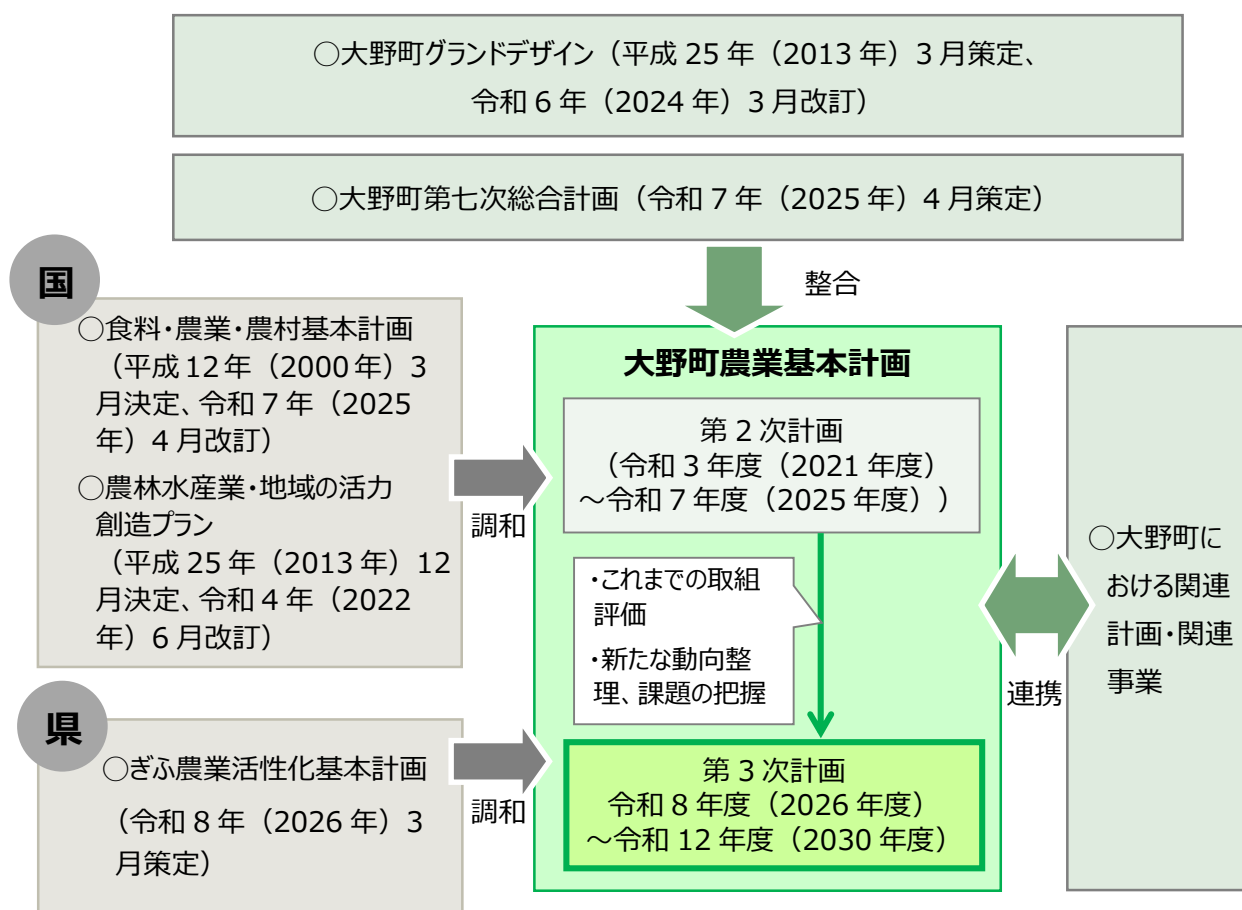 ○大野町グランドデザイン（平成 25 年（2013 年）3 月策定、
令和 6 年（2024 年）3 月改訂）
○大野町第七次総合計画（令和 7 年（2025 年）4 月策定）
整合
国
○食料・農業・農村基本計画
（平成 12 年（2000 年）3
月決定、令和 7 年（2025
年）4 月改訂）
○農林水産業・地域の活力
創造プラン
（平成 25 年（2013 年）12
月決定、令和 4 年（2022
年）6 月改訂）
調和
県
○ぎふ農業活性化基本計画
（令和 8 年（2026 年）3
月策定）
調和
大野町農業基本計画
第 2 次計画
（令和 3 年度（2021 年度）
～令和 7 年度（2025 年度））
・これまでの取組
評価
・新たな動向整
理、課題の把握
第 3 次計画
令和 8 年度（2026 年度）
～令和 12 年度（2030 年度）
連携
○大野町に
おける関連
計画・関連
事業